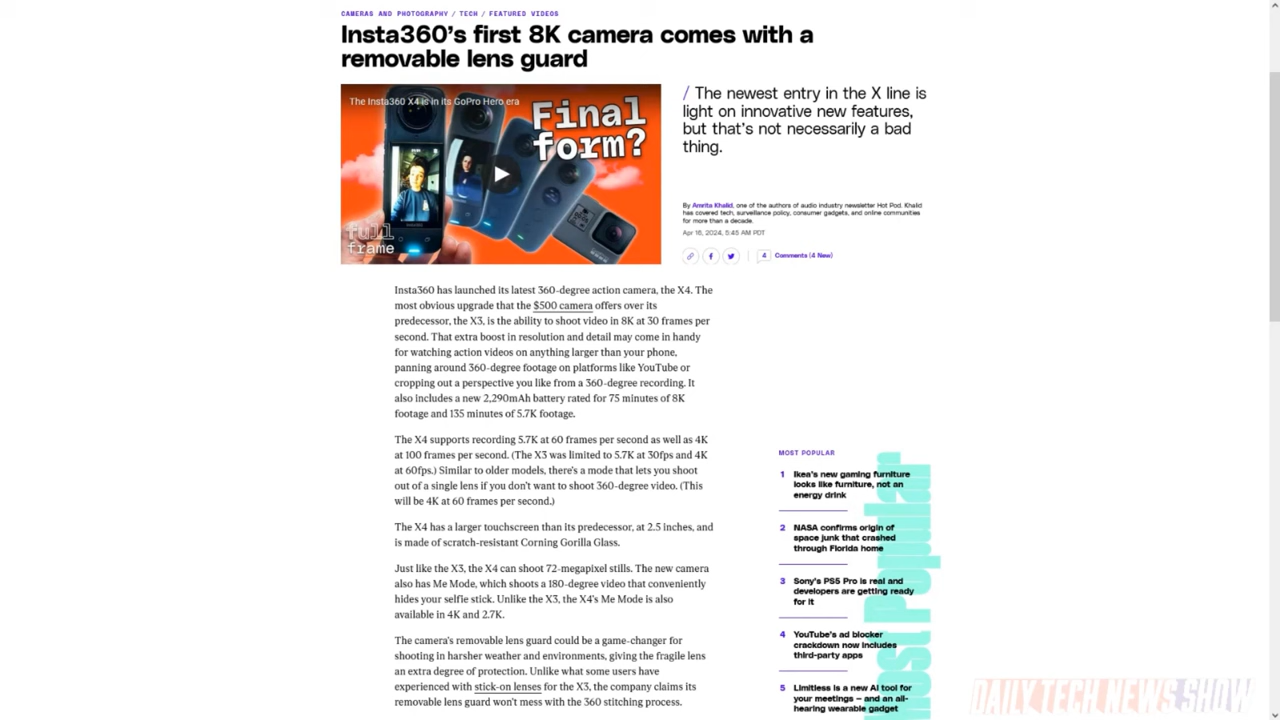 CAMERAS AND PHOTOGRAPHY / TECH / FEATURED VIDEOS
Insta360's first 8K camera comes with a
removable lens guard
The Insta360 X4 is in its GoPro Hero era
Final
form?
full
frame
/ The newest entry in the X line is
light on innovative new features,
but that's not necessarily a bad
thing.
By Amrita Khalid, one of the authors of audio industry newsletter Hot Pod. Khalid
has covered tech, surveillance policy, consumer gadgets, and online communities
for more than a decade.
Apr 16, 2024, 5:45 AM PDT
4 Comments (4 New)
Insta360 has launched its latest 360-degree action camera, the X4. The
most obvious upgrade that the $500 camera offers over its
predecessor, the X3, is the ability to shoot video in 8K at 30 frames per
second. That extra boost in resolution and detail may come in handy
for watching action videos on anything larger than your phone,
panning around 360-degree footage on platforms like YouTube or
cropping out a perspective you like from a 360-degree recording. It
also includes a new 2,290mAh battery rated for 75 minutes of 8K
footage and 135 minutes of 5.7K footage.
The X4 supports recording 5.7K at 60 frames per second as well as 4K
at 100 frames per second. (The X3 was limited to 5.7K at 30fps and 4K
at 60fps.) Similar to older models, there's a mode that lets you shoot
out of a single lens if you don't want to shoot 360-degree video. (This
will be 4K at 60 frames per second.)
The X4 has a larger touchscreen than its predecessor, at 2.5 inches, and
is made of scratch-resistant Corning Gorilla Glass.
Just like the X3, the X4 can shoot 72-megapixel stills. The new camera
also has Me Mode, which shoots a 180-degree video that conveniently
hides your selfie stick. Unlike the X3, the X4's Me Mode is also
available in 4K and 2.7K.
The camera's removable lens guard could be a game-changer for
shooting in harsher weather and environments, giving the fragile lens
an extra degree of protection. Unlike what some users have
experienced with stick-on lenses for the X3, the company claims its
removable lens guard won't mess with the 360 stitching process.
MOST POPULAR
1 Ikea's new gaming furniture
looks like furniture, not an
energy drink
2 NASA confirms origin of
space junk that crashed
through Florida home
3 Sony's PS5 Pro is real and
developers are getting ready
for it
4 YouTube's ad blocker
crackdown now includes
third-party apps
5 Limitless is a new AI tool for
your meetings — and an all-
hearing wearable gadget
Most Popular
DAILY TECH NEWS SHOW